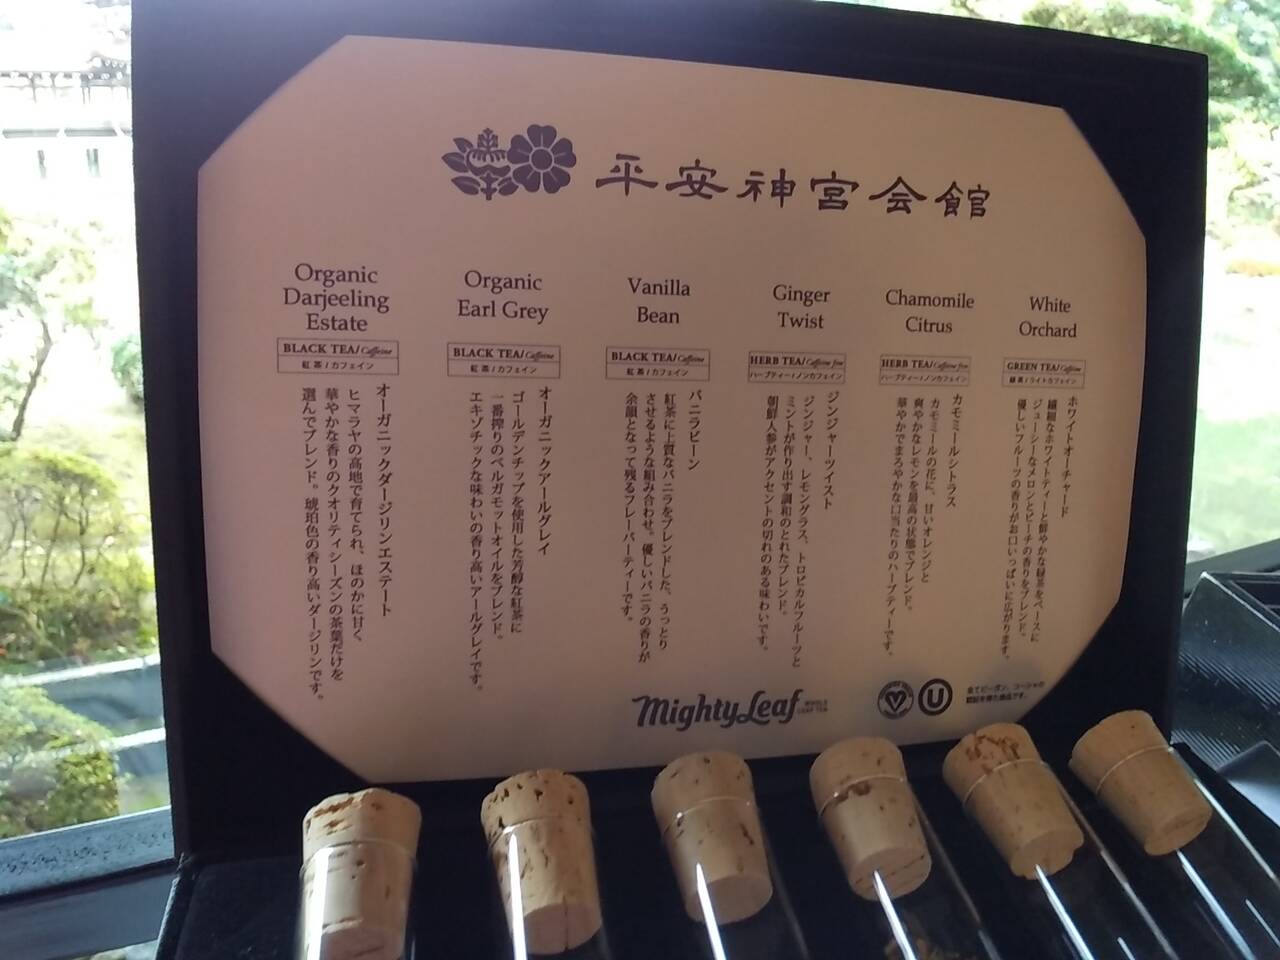 平安神宮会館
Organic
Darjeeling
Estate
BLACK TEA/Caffeine
紅茶/カフェイン
オーガニックダージリンエステート
ヒマラヤの高地で育てられ、ほのかに甘く、
華やかな香りのクオリティシーズンの茶葉だけを
選んでブレンド。琥珀色の香り高いダージリンです。
Organic
Earl Grey
BLACK TEA/Caffeine
紅茶/カフェイン
オーガニックアールグレイ
ゴールデンチップを使用した芳醇な紅茶に
一番搾りのベルガモットオイルをブレンド。
エキゾチックな味わいの香り高いアールグレイです。
Vanilla
Bean
BLACK TEA/Caffeine
紅茶/カフェイン
バニラビーン
紅茶に上質なバニラをブレンドした、うっとり
させるような組み合わせ。優しいバニラの香りが
余韻となって残るフレーバーティーです。
Ginger
Twist
HERB TEA/Caffeine free
ハーブティー/ノンカフェイン
ジンジャーツイスト
ジンジャー、レモングラス、トロピカルフルーツと
ミントが作り出す調和のとれたブレンド。
朝鮮人参がアクセントの切れのある味わいです。
Chamomile
Citrus
HERB TEA/Caffeine free
ハーブティー/ノンカフェイン
カモミールシトラス
カモミールの花に、甘いオレンジと
爽やかなレモンを最高の状態でブレンド。
華やかでまろやかな口当たりのハーブティーです。
White
Orchard
GREEN TEA/Caffeine
緑茶/ライトカフェイン
ホワイトオーチャード
繊細なホワイトティーと鮮やかな緑茶をベースに
ジューシーなメロンとピーチの香りをブレンド。
優しいフルーツの香りがお口いっぱいに広がります。
Mighty Leaf
WHOLE
LEAF TEA
U
全てビーガン、コーシャの
認証を得た商品です。